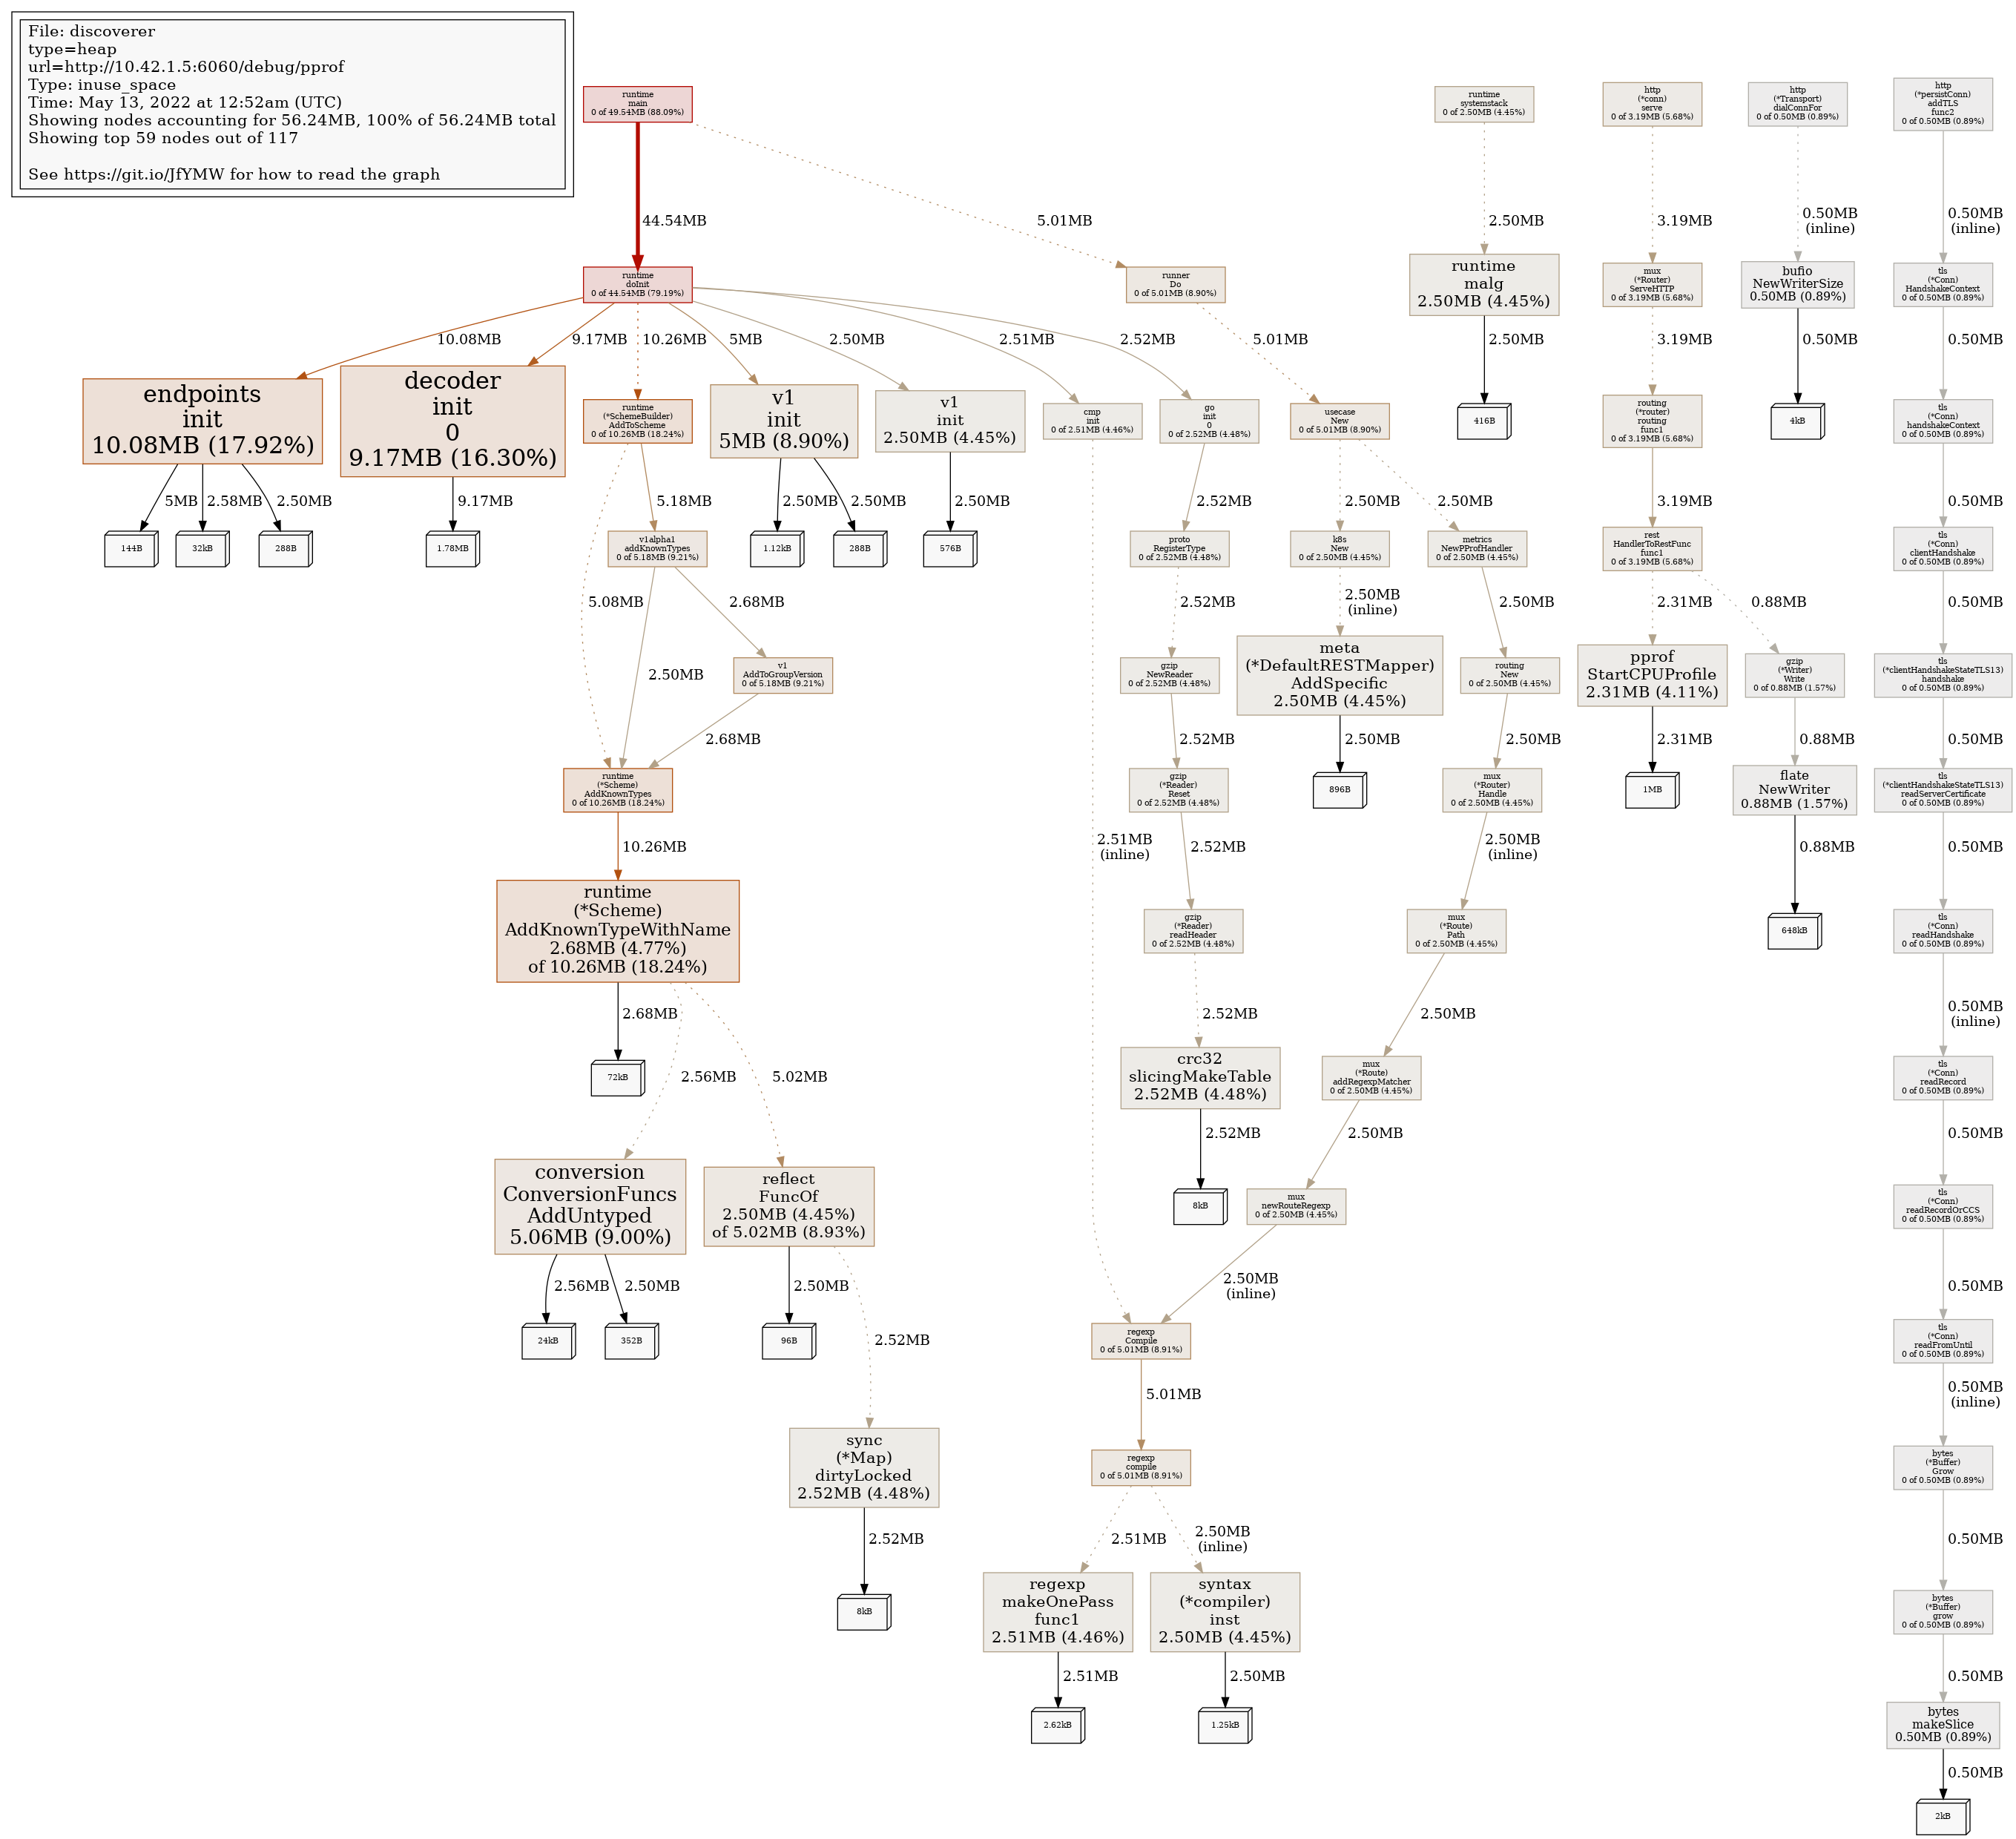 File: discoverer
type=heap
url=http://10.42.1.5:6060/debug/pprof
Type: inuse_space
Time: May 13, 2022 at 12:52am (UTC)
Showing nodes accounting for 56.24MB, 100% of 56.24MB total
Showing top 59 nodes out of 117
See https://git.io/JfYMW for how to read the graph
runtime
main
0 of 49.54MB (88.09%)
runtime
systemstack
0 of 2.50MB (4.45%)
http
(*conn)
serve
0 of 3.19MB (5.68%)
http
(*Transport)
dialConnFor
0 of 0.50MB (0.89%)
http
(*persistConn)
addTLS
func2
0 of 0.50MB (0.89%)
44.54MB
5.01MB
2.50MB
3.19MB
0.50MB
(inline)
0.50MB
(inline)
runtime
doInit
0 of 44.54MB (79.19%)
runner
Do
0 of 5.01MB (8.90%)
runtime
malg
2.50MB (4.45%)
mux
(*Router)
ServeHTTP
0 of 3.19MB (5.68%)
bufio
NewWriterSize
0.50MB (0.89%)
tls
(*Conn)
HandshakeContext
0 of 0.50MB (0.89%)
10.08MB
9.17MB
10.26MB
5MB
2.50MB
2.51MB
2.52MB
5.01MB
2.50MB
3.19MB
0.50MB
0.50MB
endpoints
init
10.08MB (17.92%)
decoder
init
0
9.17MB (16.30%)
runtime
(*SchemeBuilder)
AddToScheme
0 of 10.26MB (18.24%)
v1
init
5MB (8.90%)
v1
init
2.50MB (4.45%)
cmp
init
0 of 2.51MB (4.46%)
go
init
0
0 of 2.52MB (4.48%)
usecase
New
0 of 5.01MB (8.90%)
416B
routing
(*router)
routing
func1
0 of 3.19MB (5.68%)
4kB
tls
(*Conn)
handshakeContext
0 of 0.50MB (0.89%)
5MB
2.58MB
2.50MB
9.17MB
5.18MB
2.50MB
2.50MB
2.50MB
2.52MB
2.50MB
2.50MB
3.19MB
0.50MB
144B
32kB
288B
1.78MB
v1alpha1
addKnownTypes
0 of 5.18MB (9.21%)
1.12kB
288B
576B
proto
RegisterType
0 of 2.52MB (4.48%)
k8s
New
0 of 2.50MB (4.45%)
metrics
NewPProfHandler
0 of 2.50MB (4.45%)
rest
HandlerToRestFunc
func1
0 of 3.19MB (5.68%)
tls
(*Conn)
clientHandshake
0 of 0.50MB (0.89%)
5.08MB
2.68MB
2.52MB
2.50MB
(inline)
2.50MB
2.31MB
0.88MB
0.50MB
2.50MB
v1
AddToGroupVersion
0 of 5.18MB (9.21%)
gzip
NewReader
0 of 2.52MB (4.48%)
meta
(*DefaultRESTMapper)
AddSpecific
2.50MB (4.45%)
routing
New
0 of 2.50MB (4.45%)
pprof
StartCPUProfile
2.31MB (4.11%)
gzip
(*Writer)
Write
0 of 0.88MB (1.57%)
tls
(*clientHandshakeStateTLS13)
handshake
0 of 0.50MB (0.89%)
2.68MB
2.52MB
2.50MB
2.50MB
2.31MB
0.88MB
0.50MB
runtime
(*Scheme)
AddKnownTypes
0 of 10.26MB (18.24%)
gzip
(*Reader)
Reset
0 of 2.52MB (4.48%)
896B
mux
(*Router)
Handle
0 of 2.50MB (4.45%)
1MB
flate
NewWriter
0.88MB (1.57%)
tls
(*clientHandshakeStateTLS13)
readServerCertificate
0 of 0.50MB (0.89%)
10.26MB
2.51MB
(inline)
2.52MB
2.50MB
(inline)
0.88MB
0.50MB
runtime
(*Scheme)
AddKnownTypeWithName
2.68MB (4.77%)
of 10.26MB (18.24%)
gzip
(*Reader)
readHeader
0 of 2.52MB (4.48%)
mux
(*Route)
Path
0 of 2.50MB (4.45%)
648kB
tls
(*Conn)
readHandshake
0 of 0.50MB (0.89%)
2.68MB
2.56MB
5.02MB
2.52MB
2.50MB
0.50MB
(inline)
72kB
crc32
slicingMakeTable
2.52MB (4.48%)
mux
(*Route)
addRegexpMatcher
0 of 2.50MB (4.45%)
tls
(*Conn)
readRecord
0 of 0.50MB (0.89%)
2.52MB
2.50MB
0.50MB
conversion
ConversionFuncs
AddUntyped
5.06MB (9.00%)
reflect
FuncOf
2.50MB (4.45%)
of 5.02MB (8.93%)
8kB
mux
newRouteRegexp
0 of 2.50MB (4.45%)
tls
(*Conn)
readRecordOrCCS
0 of 0.50MB (0.89%)
2.56MB
2.50MB
2.50MB
2.52MB
2.50MB
(inline)
0.50MB
24kB
352B
96B
regexp
Compile
0 of 5.01MB (8.91%)
tls
(*Conn)
readFromUntil
0 of 0.50MB (0.89%)
5.01MB
0.50MB
(inline)
sync
(*Map)
dirtyLocked
2.52MB (4.48%)
regexp
compile
0 of 5.01MB (8.91%)
bytes
(*Buffer)
Grow
0 of 0.50MB (0.89%)
2.52MB
2.51MB
2.50MB
(inline)
0.50MB
8kB
regexp
makeOnePass
func1
2.51MB (4.46%)
syntax
(*compiler)
inst
2.50MB (4.45%)
bytes
(*Buffer)
grow
0 of 0.50MB (0.89%)
2.51MB
2.50MB
0.50MB
2.62kB
1.25kB
bytes
makeSlice
0.50MB (0.89%)
0.50MB
2kB